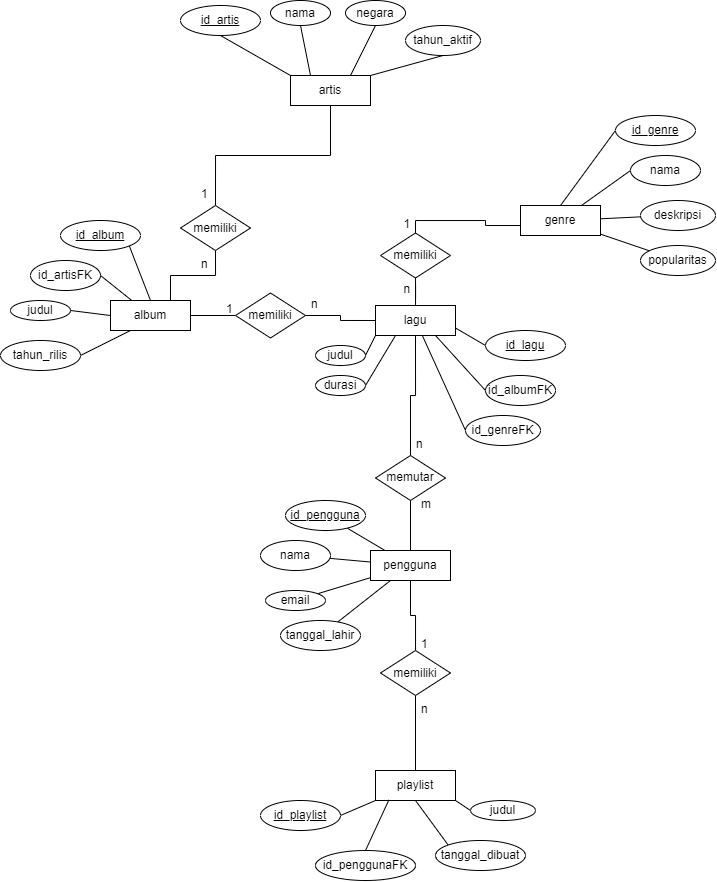 id_artis
nama
negara
tahun_aktif
artis
id_genre
nama
deskripsi
popularitas
genre
1
memiliki
n
1
memiliki
n
id_album
id_artisFK
judul
tahun_rilis
album
1
memiliki
n
lagu
judul
durasi
id_lagu
id_albumFK
id_genreFK
n
memutar
m
id_pengguna
nama
email
tanggal_lahir
pengguna
1
memiliki
n
playlist
id_playlist
judul
id_penggunaFK
tanggal_dibuat